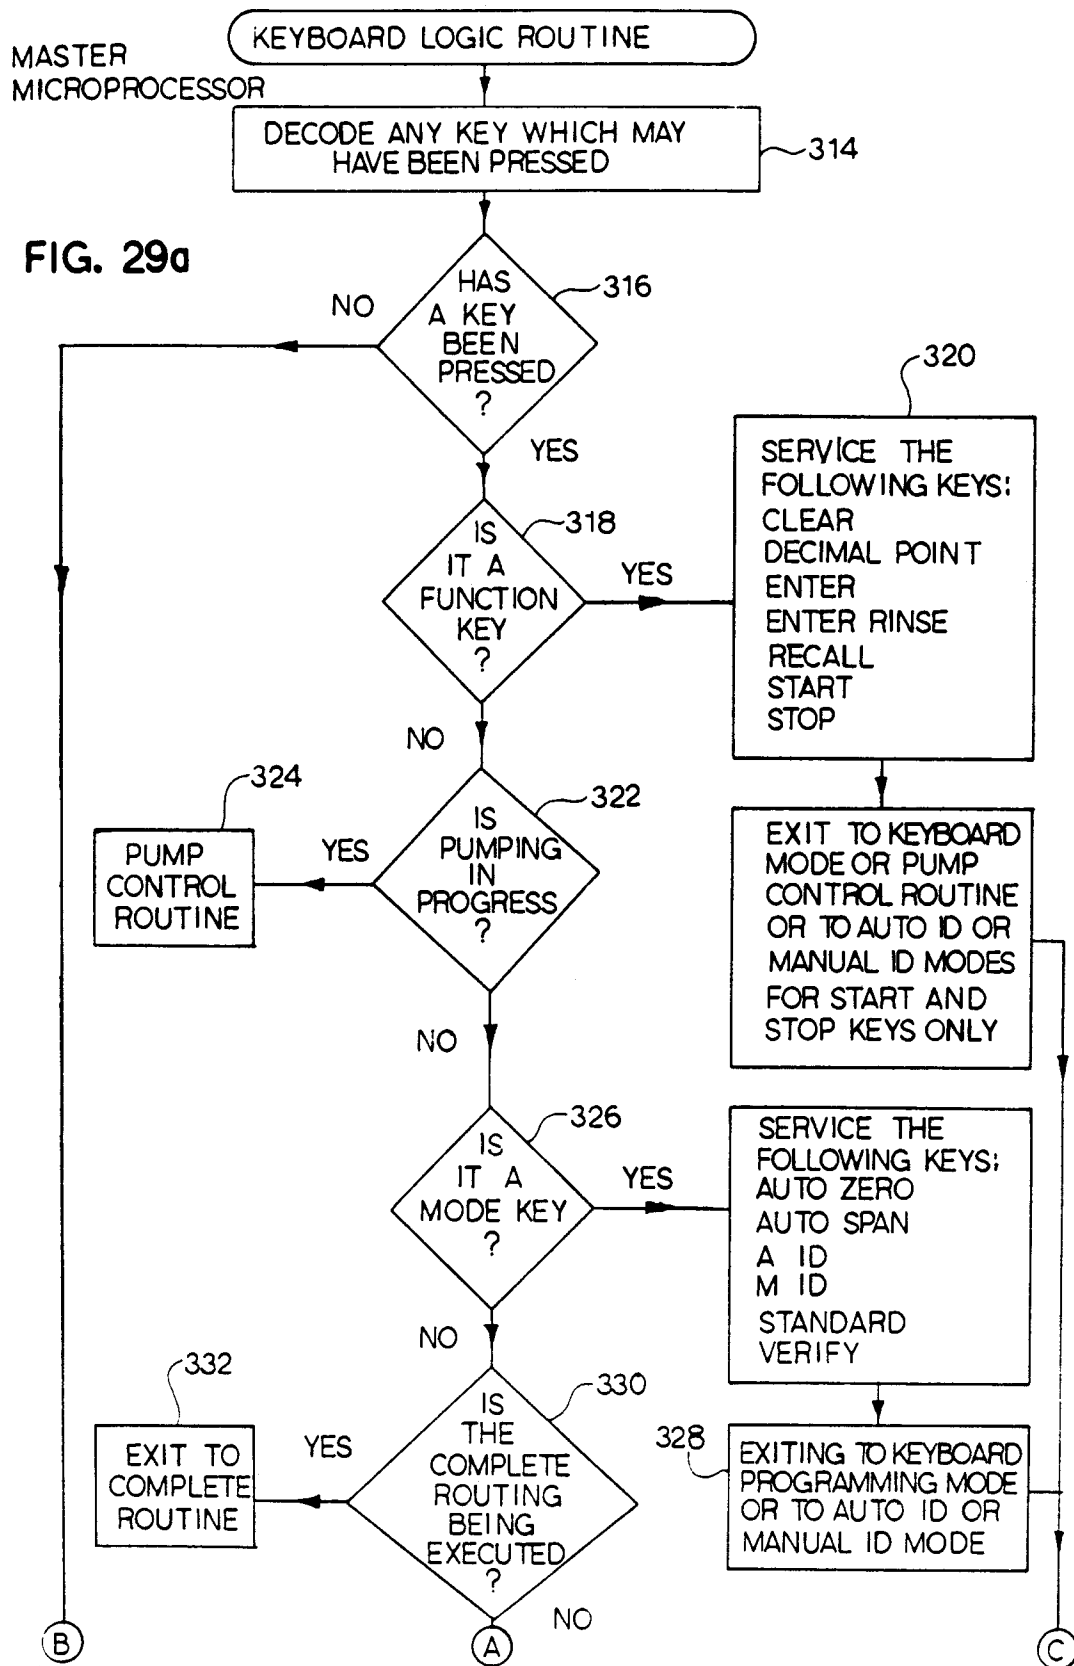 KEYBOARD LOGIC ROUTINE
MASTER
MICROPROCESSOR
DECODE ANY KEY WHICH MAY
HAVE BEEN PRESSED
314
FIG. 29a
HAS
A KEY
BEEN
PRESSED
?
316
NO
YES
IS
IT A
FUNCTION
KEY
?
318
YES
NO
320
SERVICE THE
FOLLOWING KEYS:
CLEAR
DECIMAL POINT
ENTER
ENTER RINSE
RECALL
START
STOP
IS
PUMPING
IN
PROGRESS
?
322
YES
NO
324
PUMP
CONTROL
ROUTINE
EXIT TO KEYBOARD
MODE OR PUMP
CONTROL ROUTINE
OR TO AUTO ID OR
MANUAL ID MODES
FOR START AND
STOP KEYS ONLY
IS
IT A
MODE KEY
?
326
YES
NO
SERVICE THE
FOLLOWING KEYS:
AUTO ZERO
AUTO SPAN
A ID
M ID
STANDARD
VERIFY
IS
THE
COMPLETE
ROUTING
BEING
EXECUTED
?
330
YES
NO
332
EXIT TO
COMPLETE
ROUTINE
328
EXITING TO KEYBOARD
PROGRAMMING MODE
OR TO AUTO ID OR
MANUAL ID MODE
B
A
C